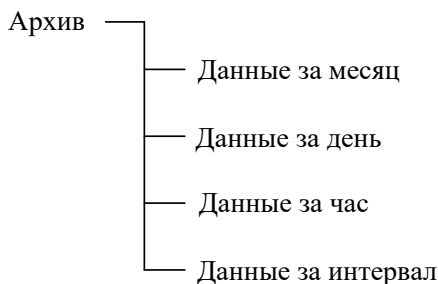 Архив
Данные за месяц
Данные за день
Данные за час
Данные за интервал